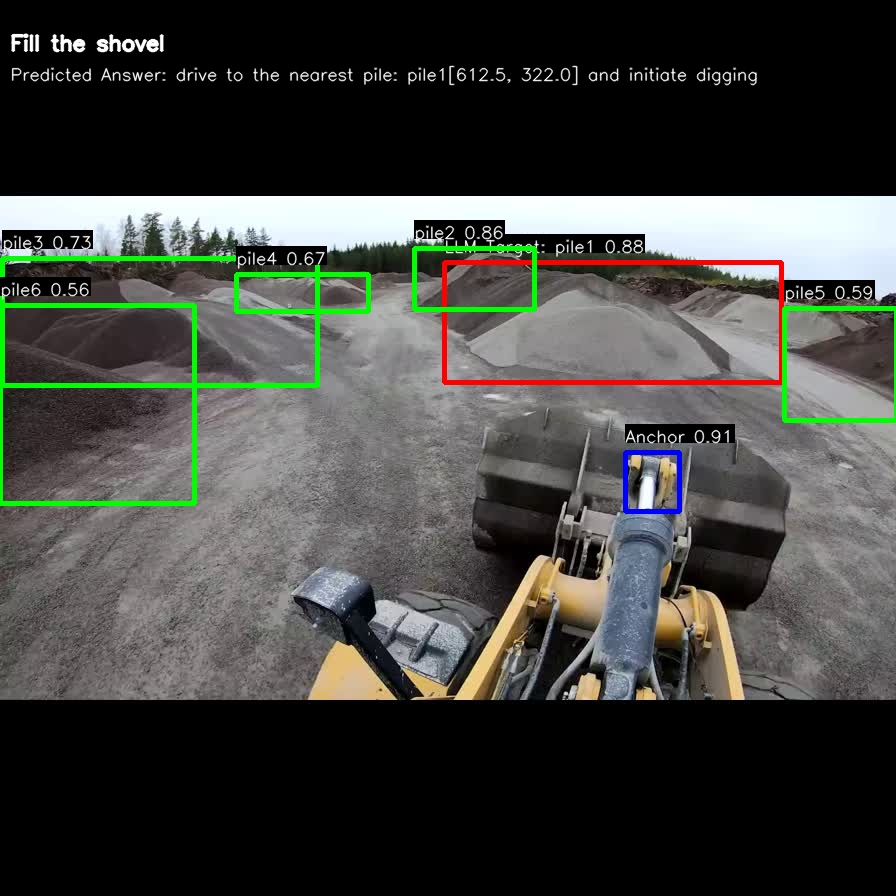 Fill the shovel
Predicted Answer: drive to the nearest pile: pile1[612.5, 322.0] and initiate digging
pile2 0.86
pile3 0.73
LLM Target: pile1 0.88
pile4 0.67
pile6 0.56
pile5 0.59
Anchor 0.91